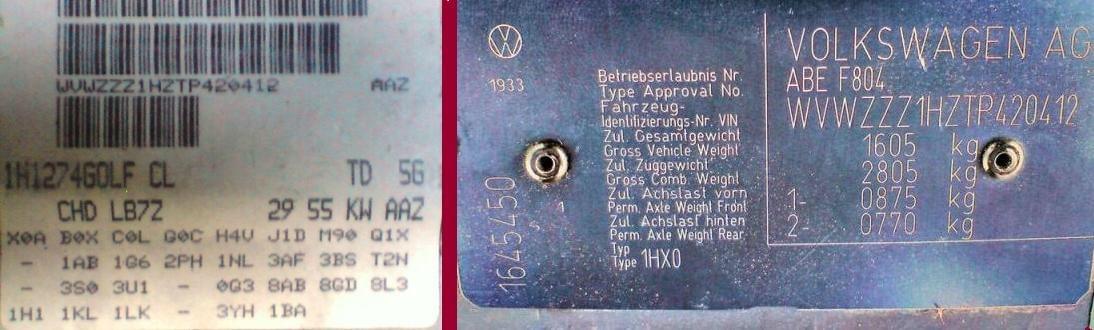 WVWZZZ1HZTP420412 AAZ
1H1274GOLF CL TD 5G
CHD LB7Z 29 55 KW AAZ
X0A B0X C0L G0C H4V J1D M90 Q1X
- 1AB 1G6 2PH 1NL 3AF 3BS T2N
- 3S0 3U1 - 0G3 8AB 8GD 8L3
1H1 1KL 1LK - 3YH 1BA
1933
1645450
1
Betriebserlaubnis Nr.
Type Approval No.
Fahrzeug-
Identifizierungs-Nr. VIN
Zul. Gesamtgewicht
Gross Vehicle Weight
Zul. Zuggewicht
Gross Comb. Weight
Zul. Achslast vorn
Perm. Axle Weight Front
Zul. Achslast hinten
Perm. Axle Weight Rear
Typ
Type 1HX0
VOLKSWAGEN AG
ABE F804
WVWZZZ1HZTP420412
1605 kg
2805 kg
1- 0875 kg
2- 0770 kg